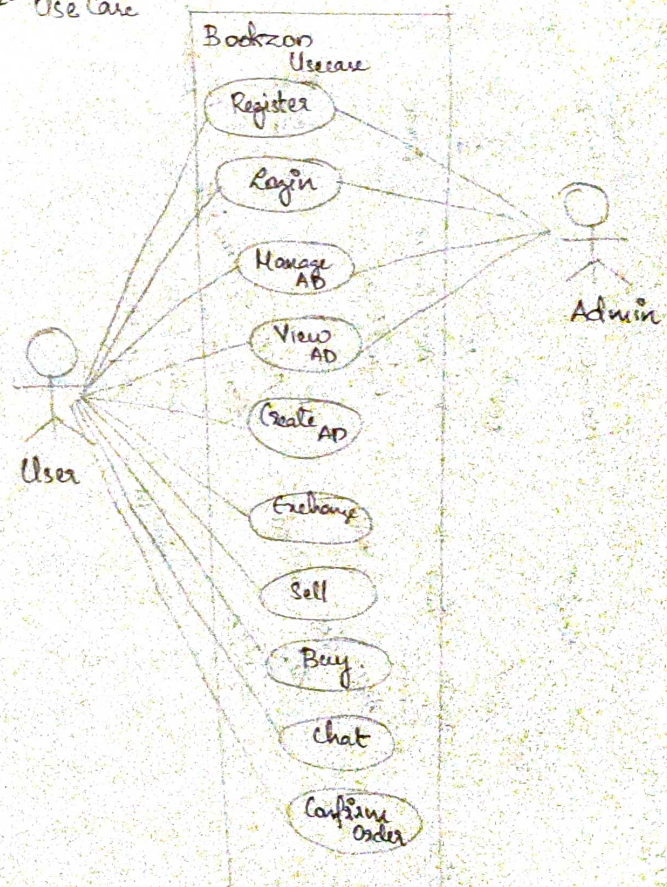 Use Case
Bookzon
Usecase
Register
Login
Manage
AD
View
AD
Create
AD
Exchange
Sell
Buy.
Chat
Confirm
Order
User
Admin